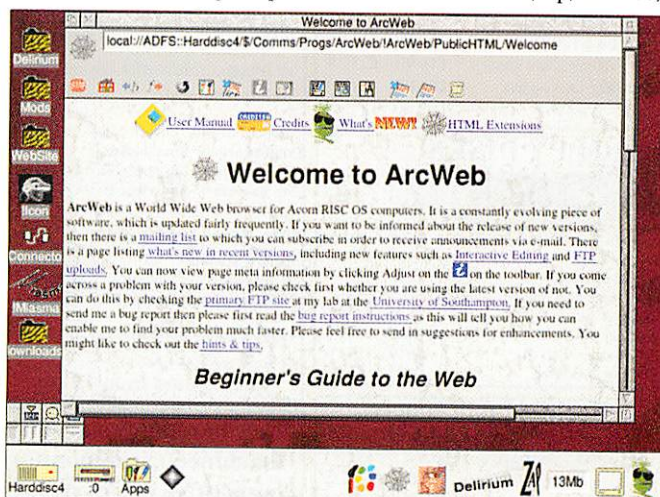 Welcome to ArcWeb
local://ADFS::Harddisc4/$/Comms/Progs/ArcWeb/!ArcWeb/PublicHTML/Welcome
Delirium
Mods
WebSite
!Icon
Connecto
!Miasma
ownloads
User Manual Credits What's NEW! HTML Extensions
Welcome to ArcWeb
ArcWeb is a World Wide Web browser for Acorn RISC OS computers. It is a constantly evolving piece of
software, which is updated fairly frequently. If you want to be informed about the release of new versions,
then there is a mailing list to which you can subscribe in order to receive announcements via e-mail. There
is a page listing what's new in recent versions, including new features such as Interactive Editing and FTP
uploads. You can now view page meta information by clicking Adjust on the i on the toolbar. If you come
across a problem with your version, please check first whether you are using the latest version of not. You
can do this by checking the primary FTP site at my lab at the University of Southampton. If you need to
send me a bug report then please first read the bug report instructions as this will tell you how you can
enable me to find your problem much faster. Please feel free to send in suggestions for enhancements. You
might like to check out the hints & tips.
Beginner's Guide to the Web
Harddisc4 :0 Apps Delirium Zap 13Mb